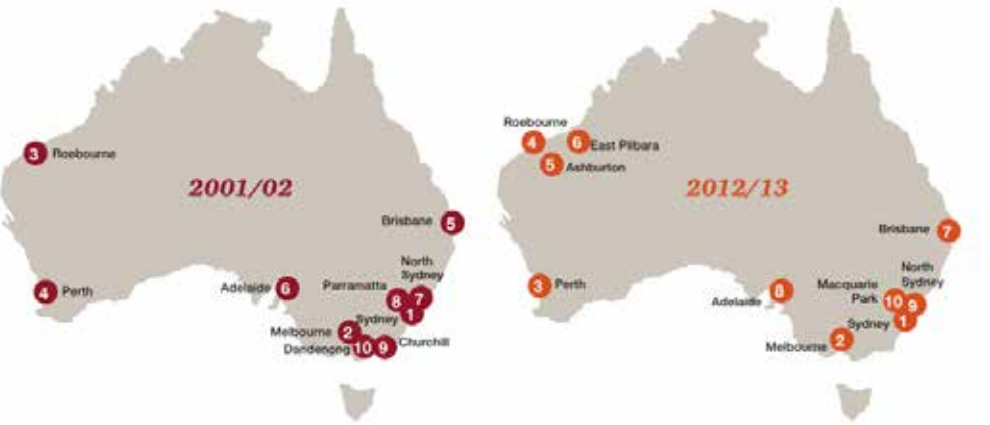 3 Roebourne
2001/02
Brisbane 5
North
Sydney
4 Perth
Adelaide 6
Parramatta 8 7
Sydney 1
Melbourne 2
Dandenong 10 9 Churchill
Roebourne
4 6 East Pilbara
5 Ashburton
2012/13
Brisbane 7
North
Sydney
3 Perth
Macquarie
Park 10 9
Adelaide 8
Sydney 1
Melbourne 2